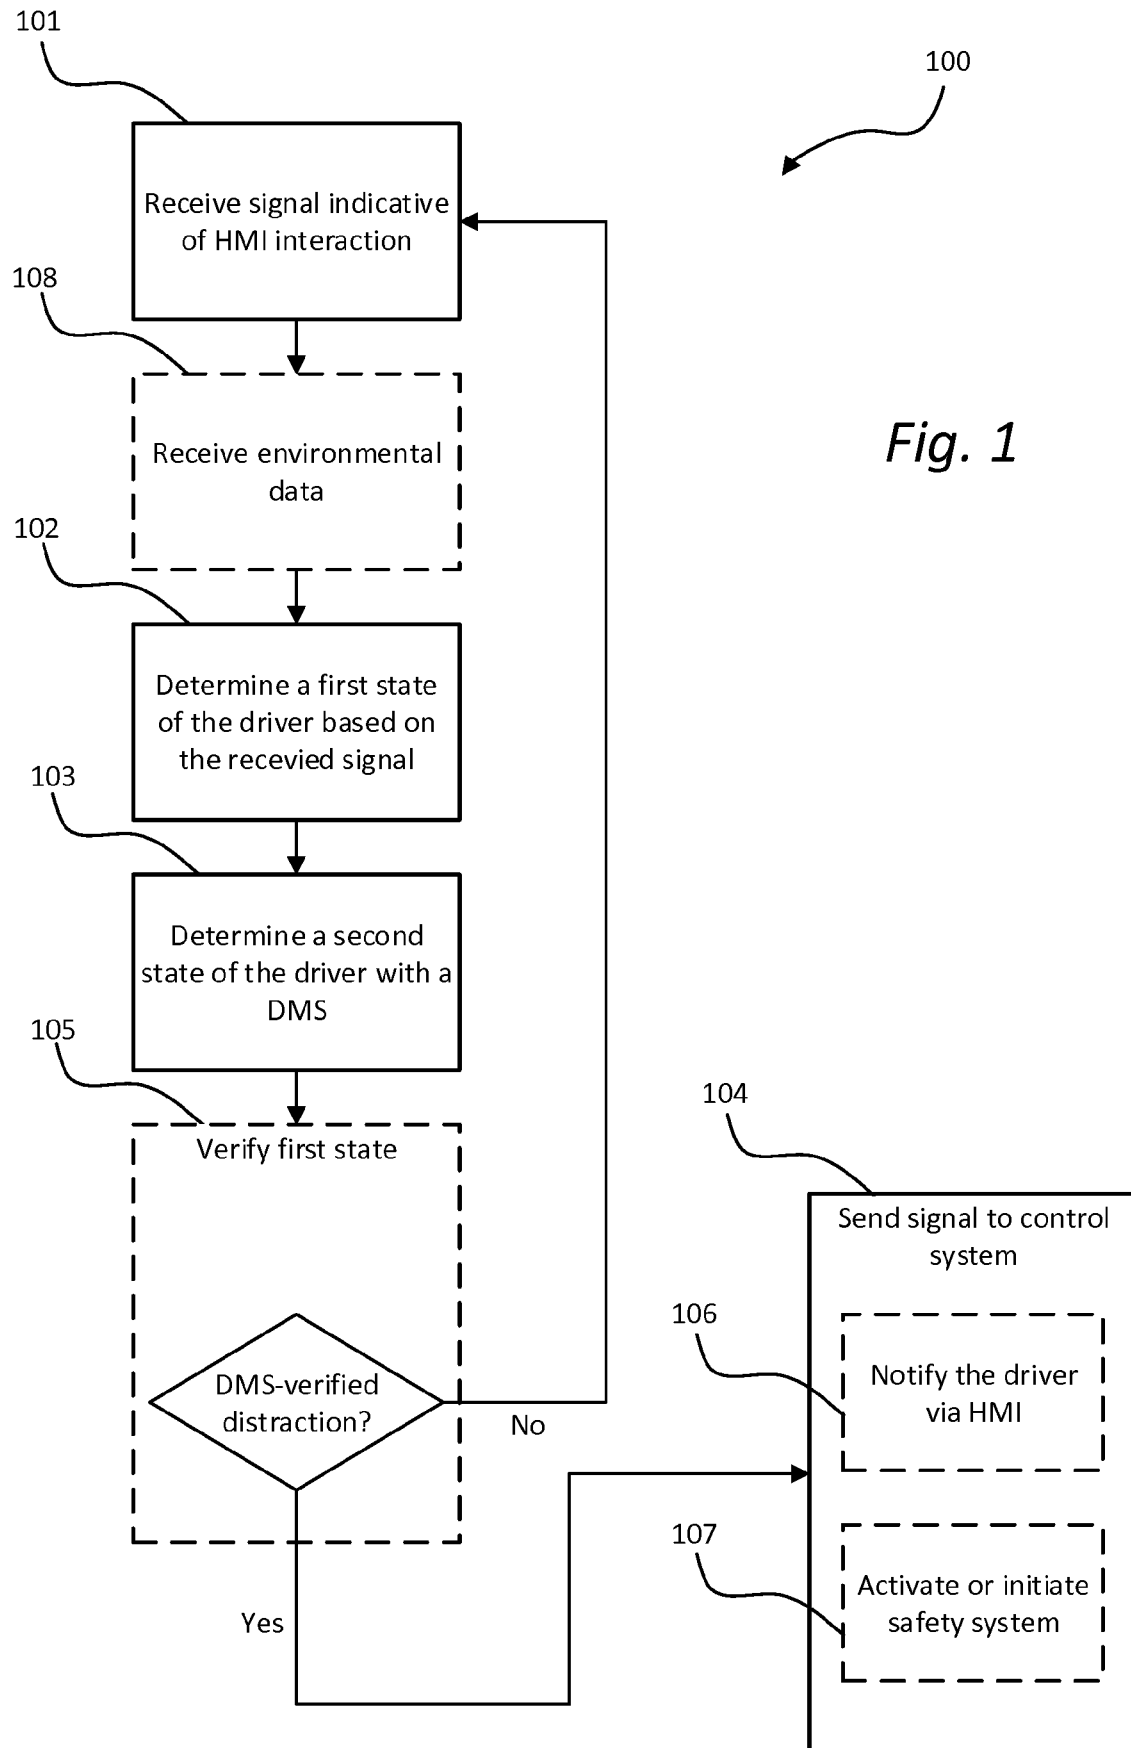 101
100
Receive signal indicative
of HMI interaction
108
Receive environmental
data
Fig. 1
102
Determine a first state
of the driver based on
the recevied signal
103
Determine a second
state of the driver with a
DMS
105
Verify first state
104
Send signal to control
system
106
Notify the driver
via HMI
DMS-verified
distraction?
No
107
Activate or initiate
safety system
Yes